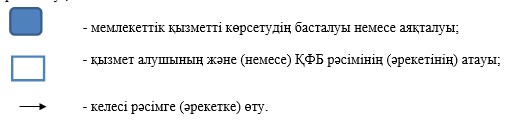 - мемлекеттік қызметті көрсетудің басталуы немесе аяқталуы;
- қызмет алушының және (немесе) ҚФБ рәсімінің (әрекетінің) атауы;
- келесі рәсімге (әрекетке) өту.